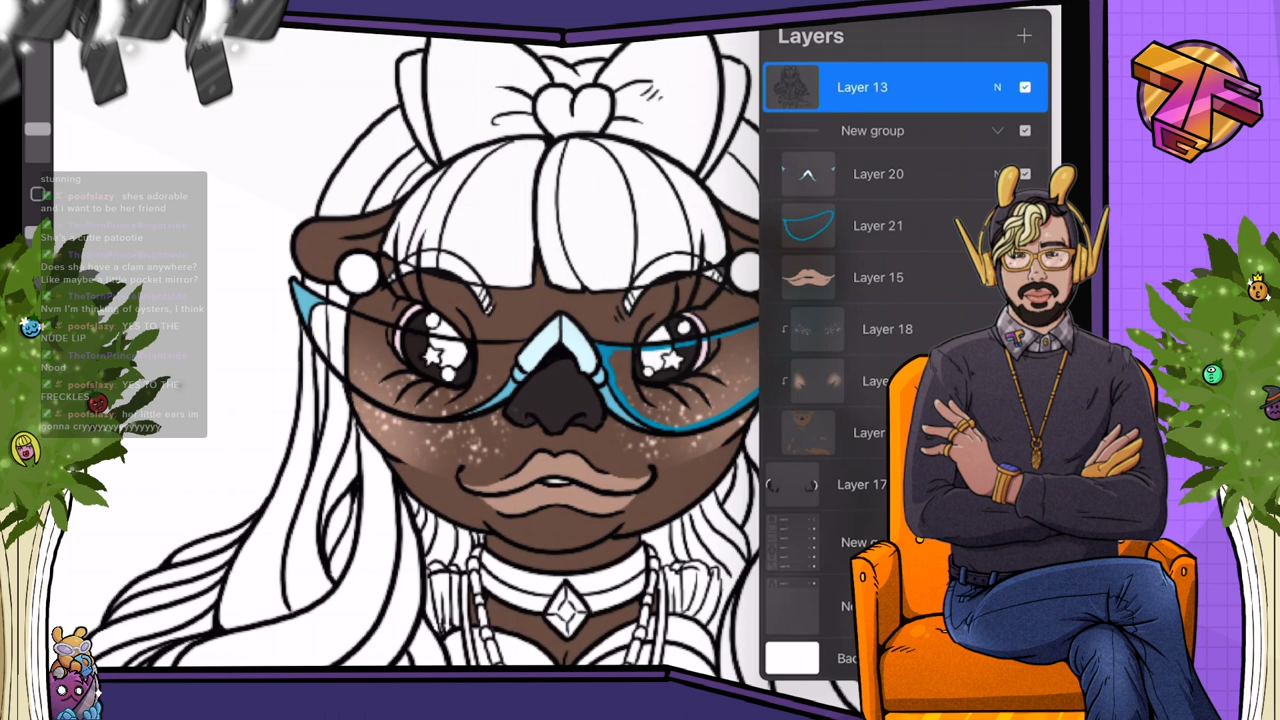 Layers
Layer 13
N
New group
Layer 20
N
Layer 21
Layer 15
Layer 18
Laye
Layer
Layer 17
New g
Bac
stunning
poofslazy: shes adorable
and i want to be her friend
She's a cutie patootie
Does she have a clam anywhere?
Like maybe a little pocket mirror?
Nvm I'm thinking of oysters, I think
poofslazy: YES TO THE
NUDE LIP
Nood
poofslazy: YES TO THE
FRECKLES
poofslazy: her little ears im
gonna cryyyyyyyyyyyyyy